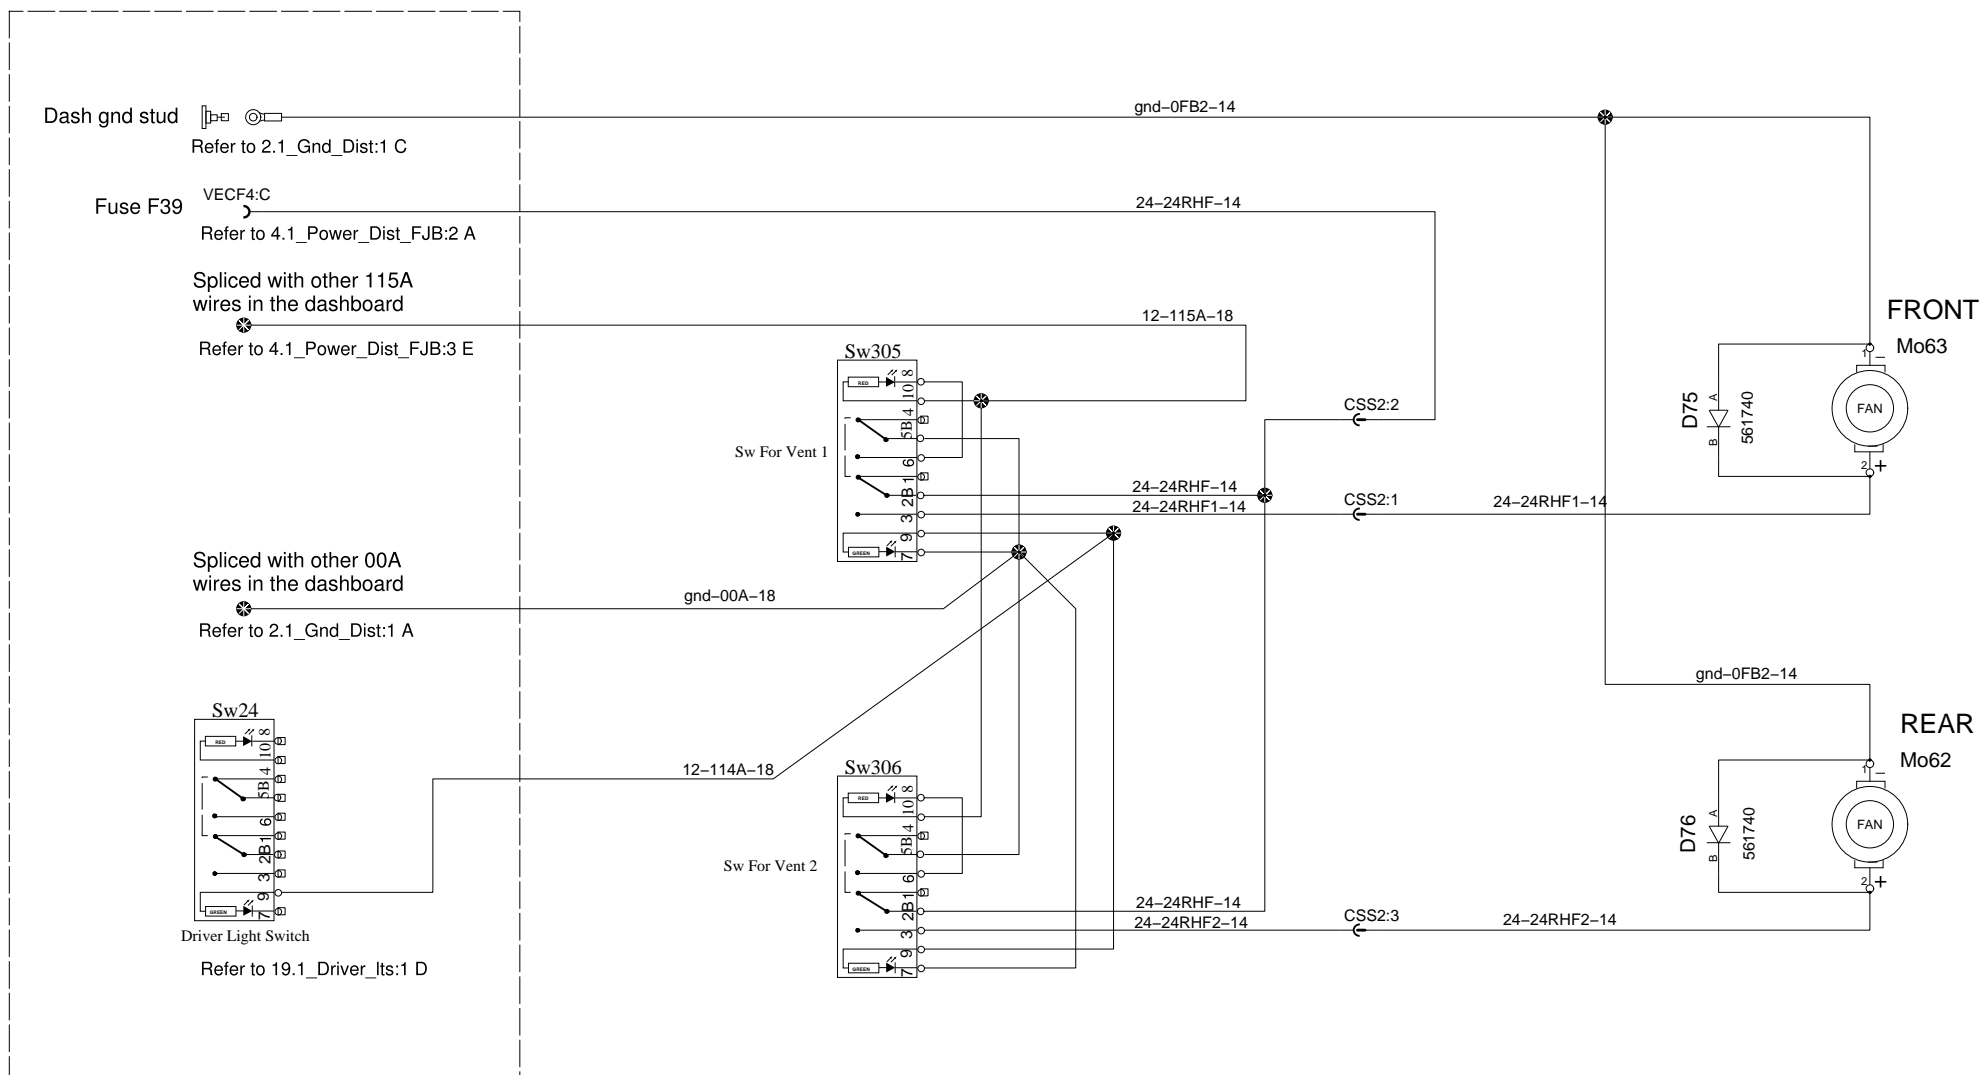 gnd–0FB2–14
Dash gnd stud
Refer to 2.1_Gnd_Dist:1 C
VECF4:C
Fuse F39
24–24RHF–14
Refer to 4.1_Power_Dist_FJB:2 A
Spliced with other 115A
wires in the dashboard
12–115A–18
Refer to 4.1_Power_Dist_FJB:3 E
FRONT
Mo63
1
–
FAN
2
+
D75
561740
A
B
Sw305
RED
8
10
4
5B
6
1
2B
3
9
7
GREEN
Sw For Vent 1
CSS2:2
24–24RHF–14
24–24RHF1–14
CSS2:1
24–24RHF1–14
Spliced with other 00A
wires in the dashboard
gnd–00A–18
Refer to 2.1_Gnd_Dist:1 A
gnd–0FB2–14
REAR
Mo62
1
–
FAN
2
+
D76
561740
A
B
Sw24
RED
8
10
4
5B
6
1
2B
3
9
7
GREEN
Driver Light Switch
Refer to 19.1_Driver_lts:1 D
12–114A–18
Sw306
RED
8
10
4
5B
6
1
2B
3
9
7
GREEN
Sw For Vent 2
24–24RHF–14
24–24RHF2–14
CSS2:3
24–24RHF2–14